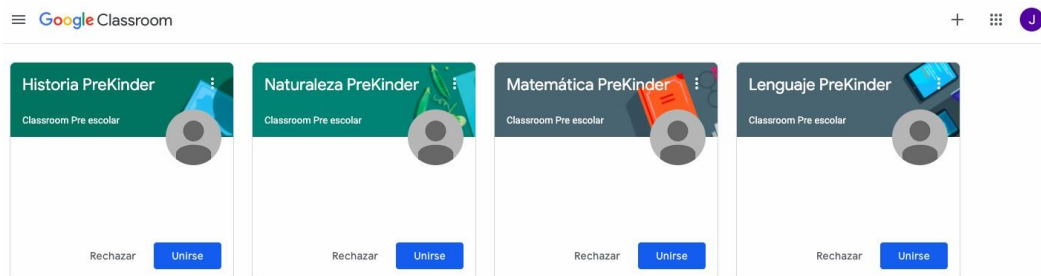 Google Classroom
J
Historia PreKinder
Classroom Pre escolar
Rechazar Unirse
Naturaleza PreKinder
Classroom Pre escolar
Rechazar Unirse
Matemática PreKinder
Classroom Pre escolar
Rechazar Unirse
Lenguaje PreKinder
Classroom Pre escolar
Rechazar Unirse